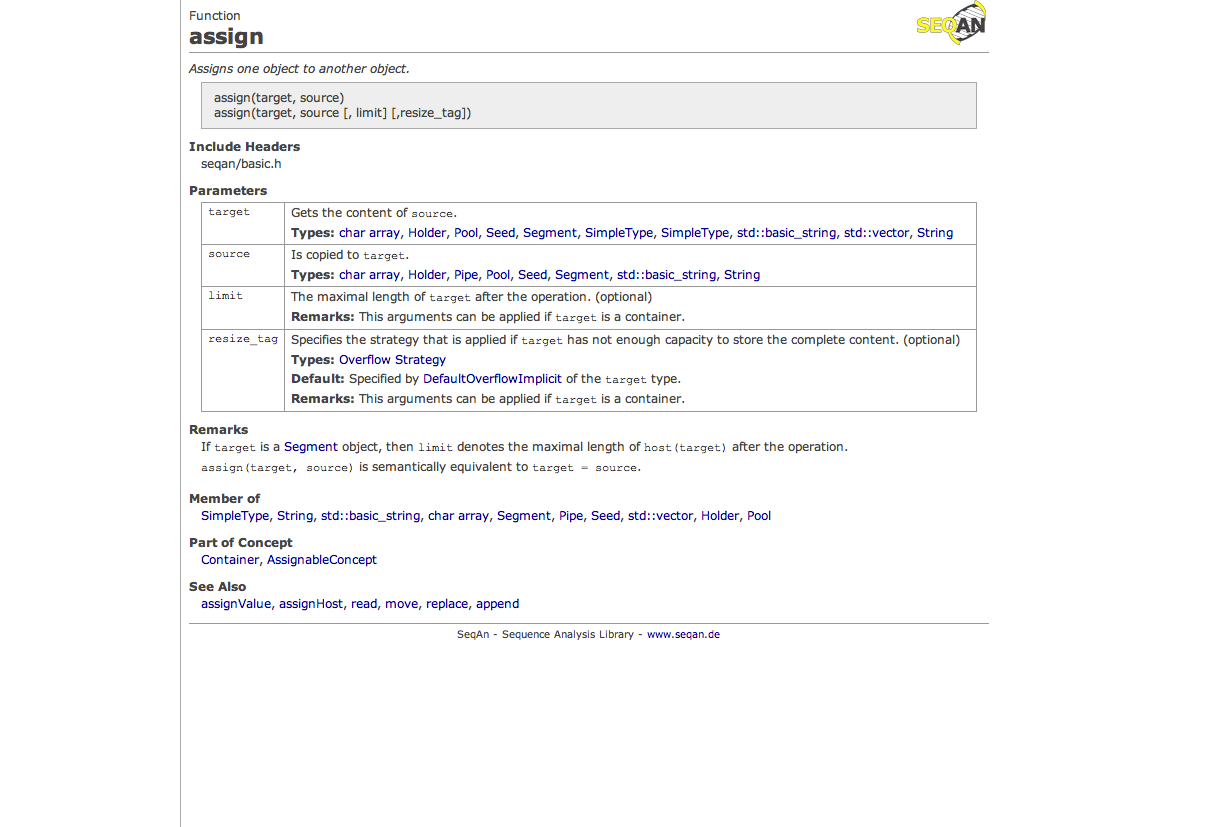 Function
SEQAN
assign
Assigns one object to another object.
assign(target, source)
assign(target, source [, limit] [,resize_tag])
Include Headers
seqan/basic.h
Parameters
target
Gets the content of source.
Types: char array, Holder, Pool, Seed, Segment, SimpleType, SimpleType, std::basic_string, std::vector, String
source
Is copied to target.
Types: char array, Holder, Pipe, Pool, Seed, Segment, std::basic_string, String
limit
The maximal length of target after the operation. (optional)
Remarks: This arguments can be applied if target is a container.
resize_tag
Specifies the strategy that is applied if target has not enough capacity to store the complete content. (optional)
Types: Overflow Strategy
Default: Specified by DefaultOverflowImplicit of the target type.
Remarks: This arguments can be applied if target is a container.
Remarks
If target is a Segment object, then limit denotes the maximal length of host(target) after the operation.
assign(target, source) is semantically equivalent to target = source.
Member of
SimpleType, String, std::basic_string, char array, Segment, Pipe, Seed, std::vector, Holder, Pool
Part of Concept
Container, AssignableConcept
See Also
assignValue, assignHost, read, move, replace, append
SeqAn - Sequence Analysis Library - www.seqan.de